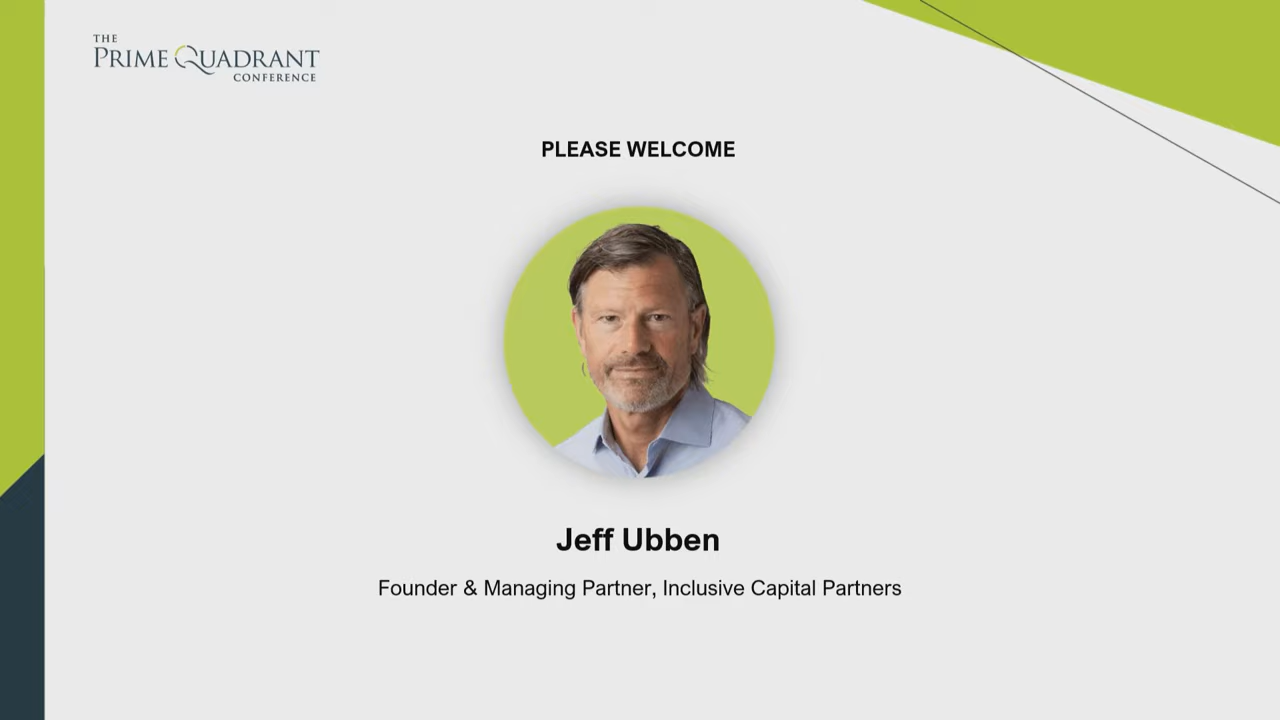 THE
PRIME QUADRANT
CONFERENCE
PLEASE WELCOME
Jeff Ubben
Founder & Managing Partner, Inclusive Capital Partners